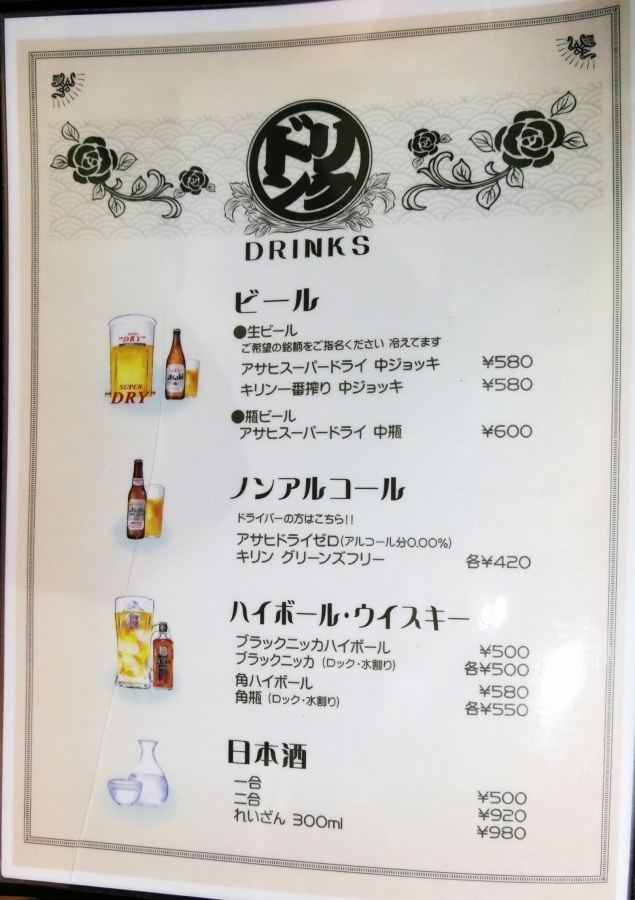 ドリンク
DRINKS
ビール
●生ビール
ご希望の銘柄をご指名ください 冷えてます
アサヒスーパードライ 中ジョッキ ¥580
キリン一番搾り 中ジョッキ ¥580
●瓶ビール
アサヒスーパードライ 中瓶 ¥600
"DRY"
Asahi
SUPER
"DRY"
ノンアルコール
ドライバーの方はこちら!!
アサヒドライゼロ(アルコール分0.00%)
キリン グリーンズフリー 各¥420
ハイボール・ウイスキー
ブラックニッカハイボール ¥500
ブラックニッカ (ロック・水割り) 各¥500
角ハイボール ¥580
角瓶 (ロック・水割り) 各¥550
日本酒
一合 ¥500
二合 ¥920
れいざん 300ml ¥980